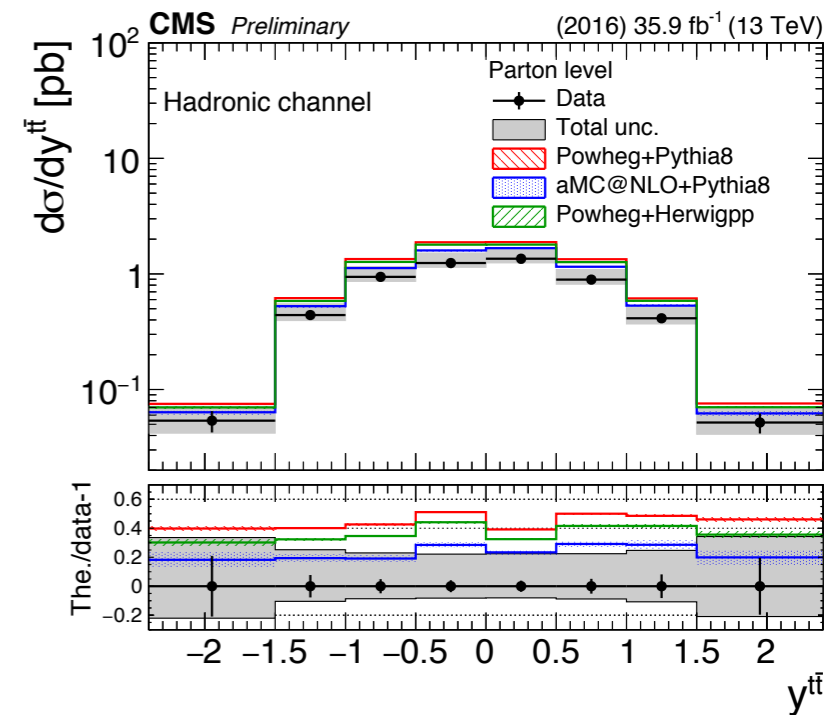 CMS Preliminary (2016) 35.9 fb⁻¹ (13 TeV)
dσ/dy^{tt̄} [pb]
10²
10
1
10⁻¹
Hadronic channel
Parton level
Data
Total unc.
Powheg+Pythia8
aMC@NLO+Pythia8
Powheg+Herwigpp
The./data-1
0.6
0.4
0.2
0
−0.2
−2 −1.5 −1 −0.5 0 0.5 1 1.5 2
y^{tt̄}